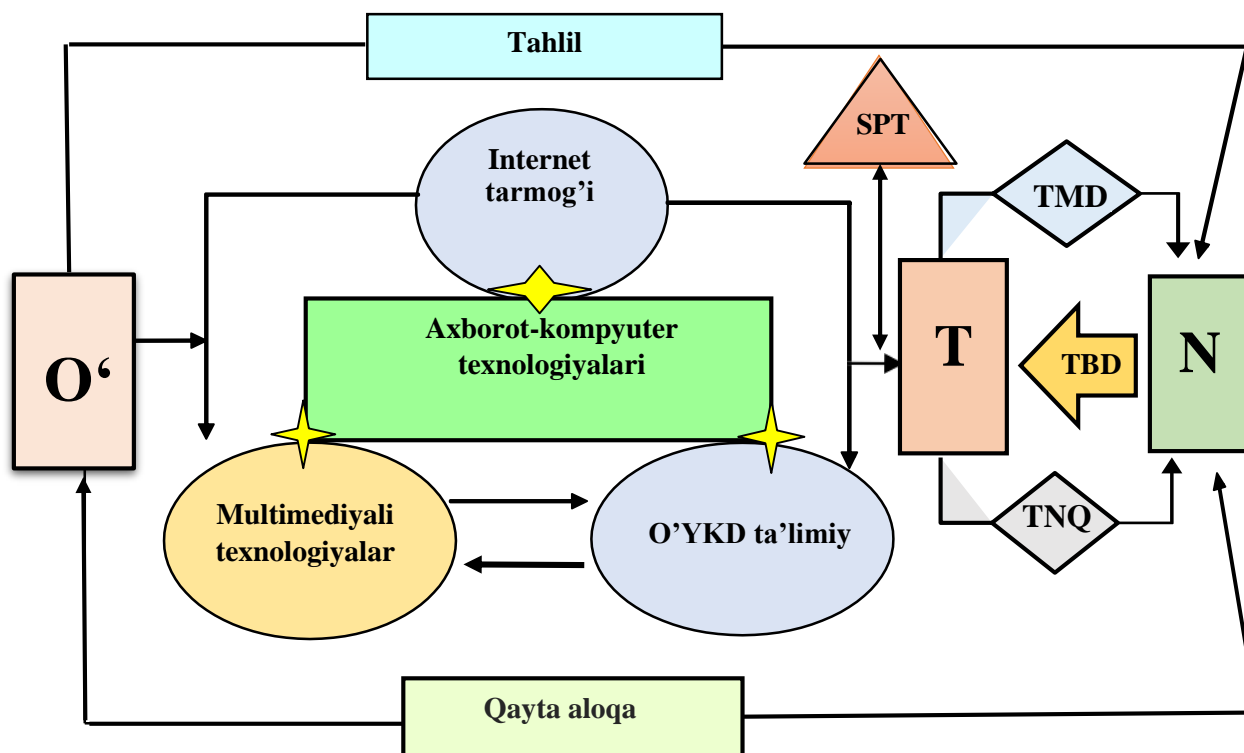 Tahlil
SPT
Internet
tarmog’i
TMD
Axborot-kompyuter
texnologiyalari
O‘
T
TBD
N
Multimediyali
texnologiyalar
O’YKD ta’limiy
TNQ
Qayta aloqa